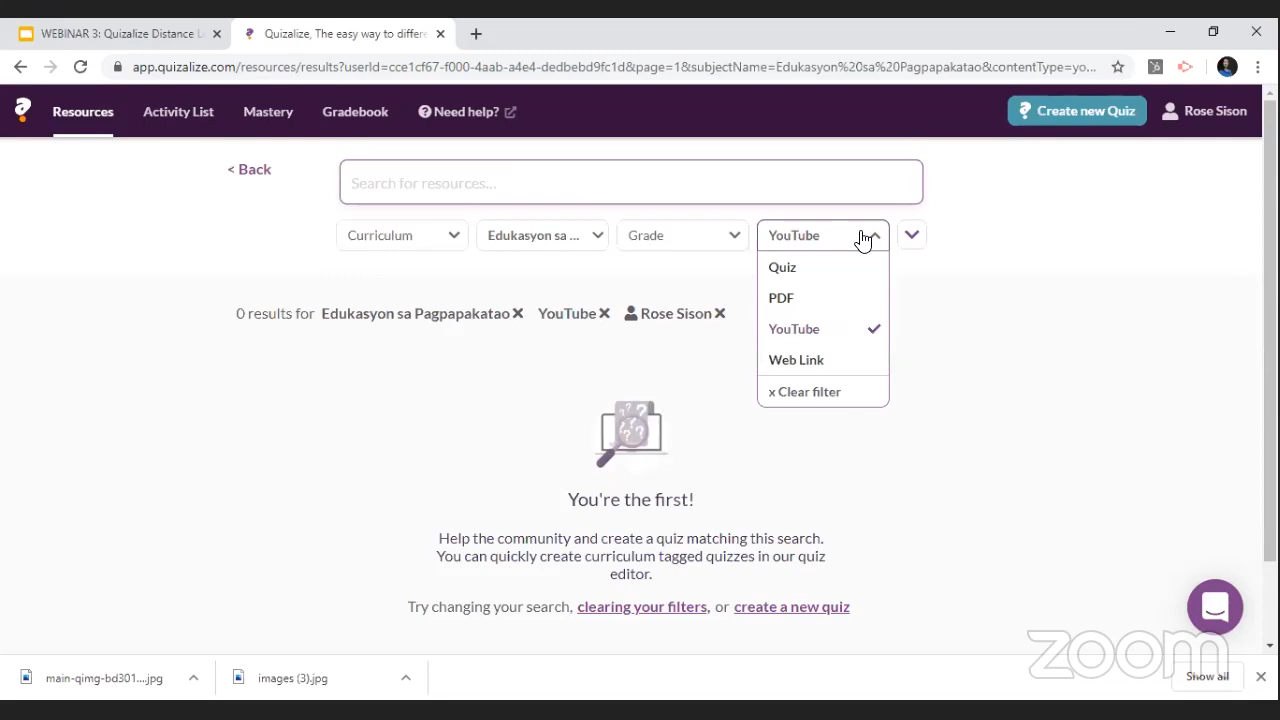 WEBINAR 3: Quizalize Distance L
Quizalize, The easy way to differe
app.quizalize.com/resources/results?userId=cce1cf67-f000-4aab-a4e4-dedbebd9fc1d&page=1&subjectName=Edukasyon%20sa%20Pagpapakatao&contentType=yo...
Resources
Activity List
Mastery
Gradebook
Need help?
Create new Quiz
Rose Sison
< Back
Search for resources...
Curriculum
Edukasyon sa ...
Grade
YouTube
Quiz
PDF
YouTube
Web Link
x Clear filter
0 results for Edukasyon sa Pagpapakatao × YouTube × Rose Sison ×
You're the first!
Help the community and create a quiz matching this search.
You can quickly create curriculum tagged quizzes in our quiz
editor.
Try changing your search, clearing your filters, or create a new quiz
zoom
main-qimg-bd301....jpg
images (3).jpg
Show all